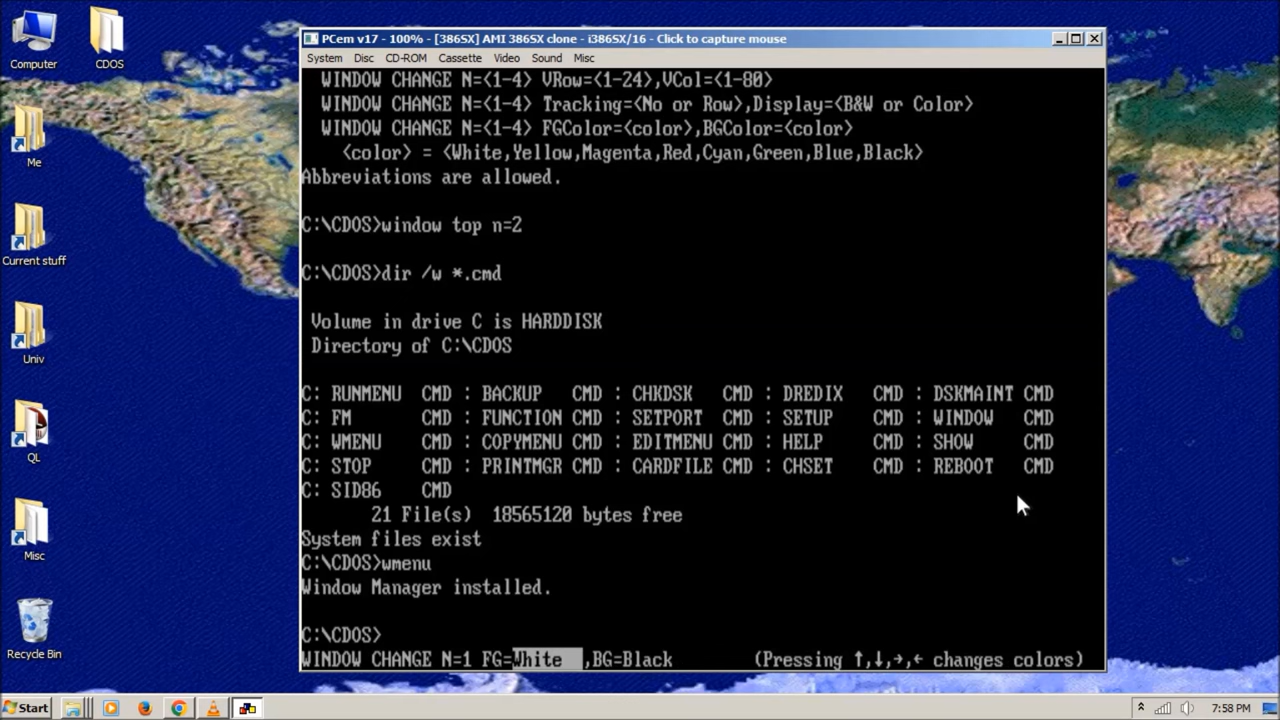 Computer
CDOS
Me
Current stuff
Univ
QL
Misc
Recycle Bin
PCem v17 - 100% - [386SX] AMI 386SX clone - i386SX/16 - Click to capture mouse
System Disc CD-ROM Cassette Video Sound Misc
WINDOW CHANGE N=<1-4> VRow=<1-24>,VCol=<1-80>
WINDOW CHANGE N=<1-4> Tracking=<No or Row>,Display=<B&W or Color>
WINDOW CHANGE N=<1-4> FGColor=<color>,BGColor=<color>
<color> = <White,Yellow,Magenta,Red,Cyan,Green,Blue,Black>
Abbreviations are allowed.
C:\CDOS>window top n=2
C:\CDOS>dir /w *.cmd
Volume in drive C is HARDDISK
Directory of C:\CDOS
C: RUNMENU CMD : BACKUP CMD : CHKDSK CMD : DREDIX CMD : DSKMAINT CMD
C: FM CMD : FUNCTION CMD : SETPORT CMD : SETUP CMD : WINDOW CMD
C: WMENU CMD : COPYMENU CMD : EDITMENU CMD : HELP CMD : SHOW CMD
C: STOP CMD : PRINTMGR CMD : CARDFILE CMD : CHSET CMD : REBOOT CMD
C: SID86 CMD
21 File(s) 18565120 bytes free
System files exist
C:\CDOS>wmenu
Window Manager installed.
C:\CDOS>
WINDOW CHANGE N=1 FG=White ,BG=Black (Pressing ↑,↓,→,← changes colors)
Start
7:58 PM